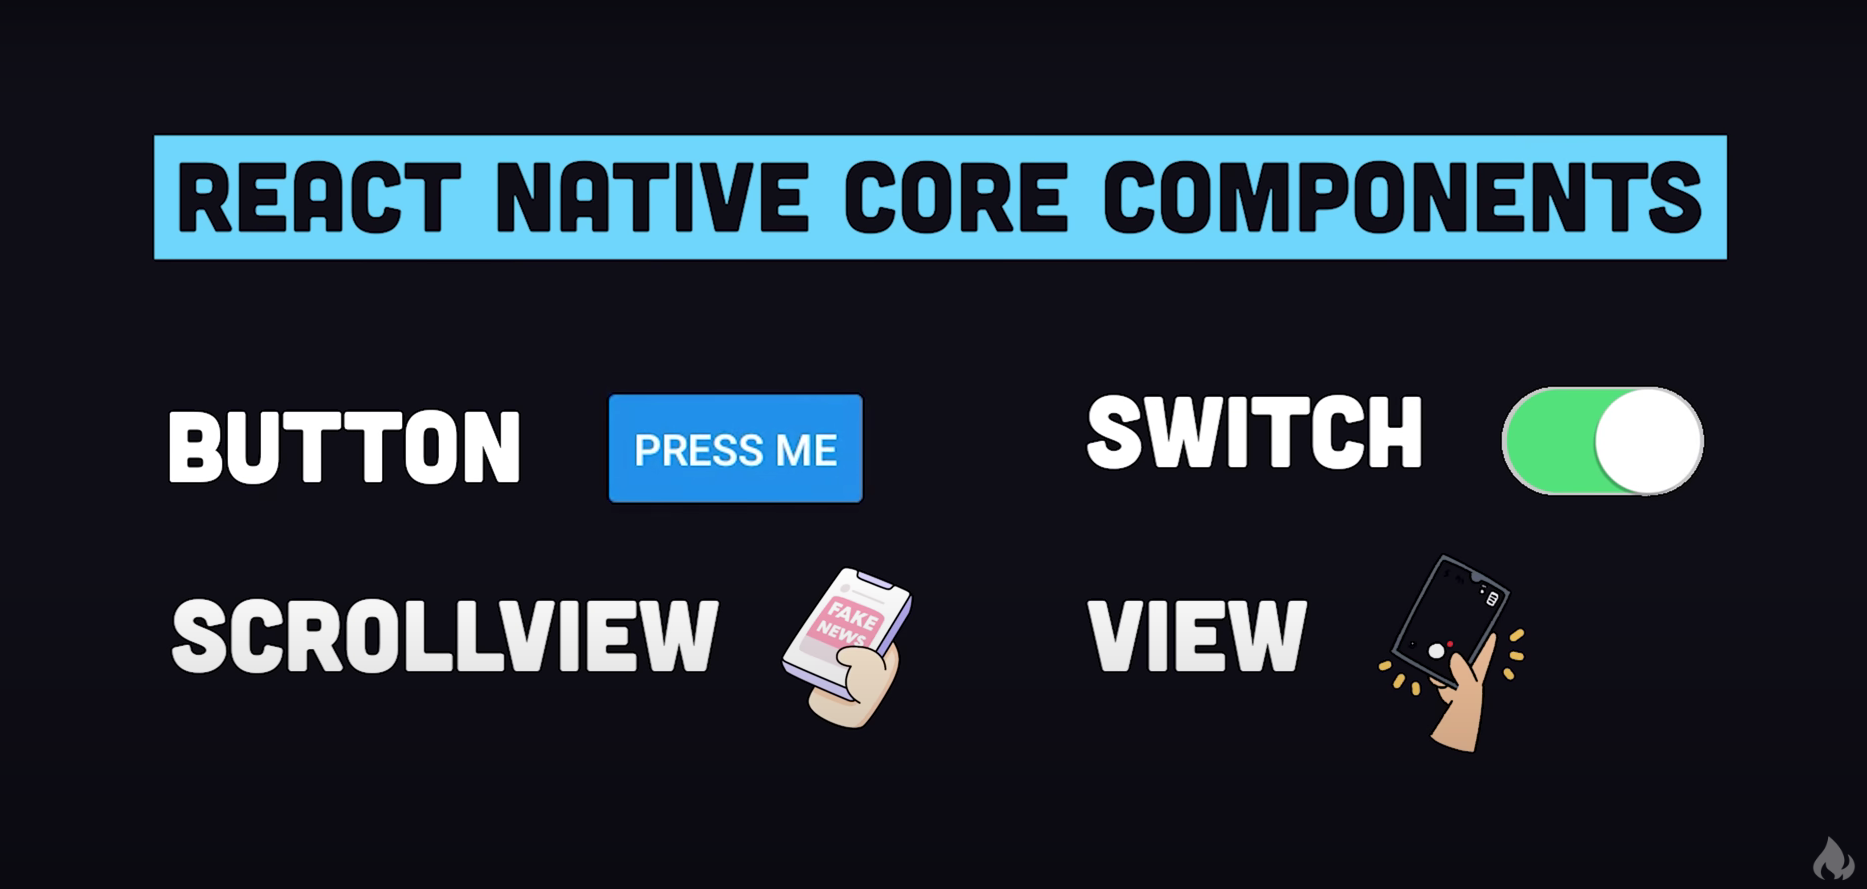 REACT NATIVE CORE COMPONENTS
BUTTON
PRESS ME
SWITCH
SCROLLVIEW
FAKE
NEWS
VIEW